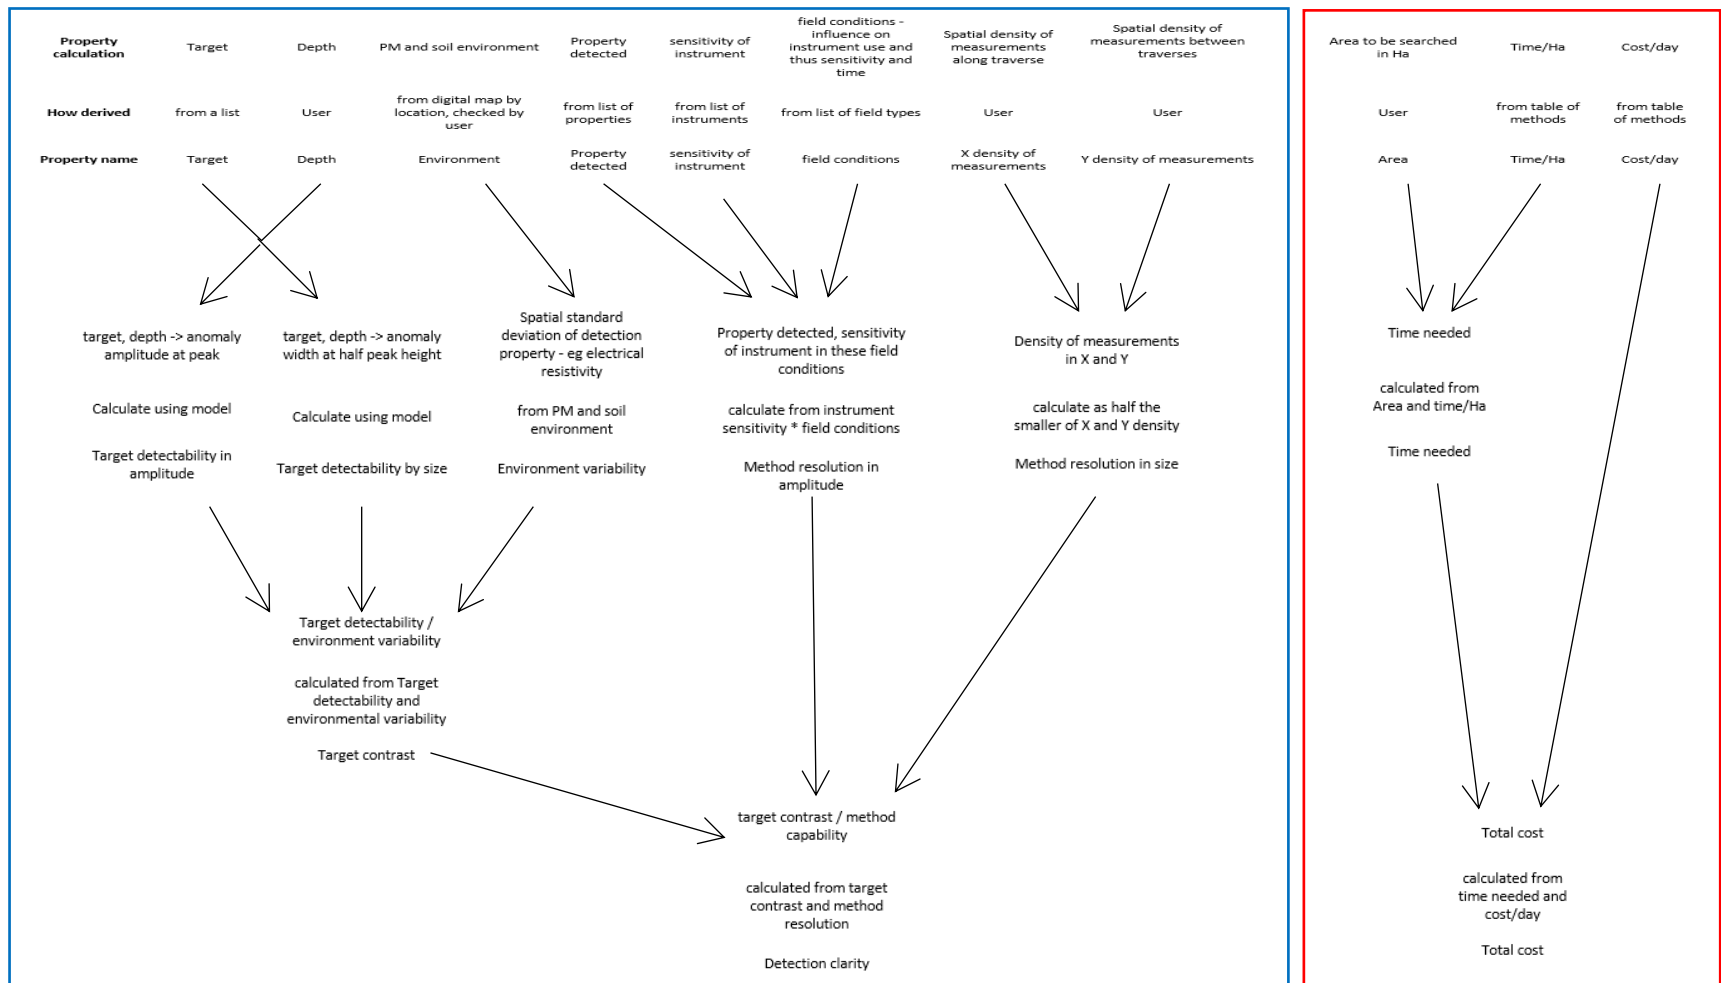 Property
calculation
Target
Depth
PM and soil environment
Property
detected
sensitivity of
instrument
field conditions -
influence on
instrument use and
thus sensitivity and
time
Spatial density of
measurements
along traverse
Spatial density of
measurements between
traverses
Area to be searched
in Ha
Time/Ha
Cost/day
How derived
from a list
User
from digital map by
location, checked by
user
from list of
properties
from list of
instruments
from list of field types
User
User
User
from table of
methods
from table
of methods
Property name
Target
Depth
Environment
Property
detected
sensitivity of
instrument
field conditions
X density of
measurements
Y density of measurements
Area
Time/Ha
Cost/day
target, depth -> anomaly
amplitude at peak
target, depth -> anomaly
width at half peak height
Spatial standard
deviation of detection
property - eg electrical
resistivity
Property detected, sensitivity
of instrument in these field
conditions
Density of measurements
in X and Y
Time needed
Calculate using model
Calculate using model
from PM and soil
environment
calculate from instrument
sensitivity * field conditions
calculate as half the
smaller of X and Y density
calculated from
Area and time/Ha
Target detectability in
amplitude
Target detectability by size
Environment variability
Method resolution in
amplitude
Method resolution in size
Time needed
Target detectability /
environment variability
calculated from Target
detectability and
environmental variability
Target contrast
target contrast / method
capability
calculated from target
contrast and method
resolution
Detection clarity
Total cost
calculated from
time needed and
cost/day
Total cost